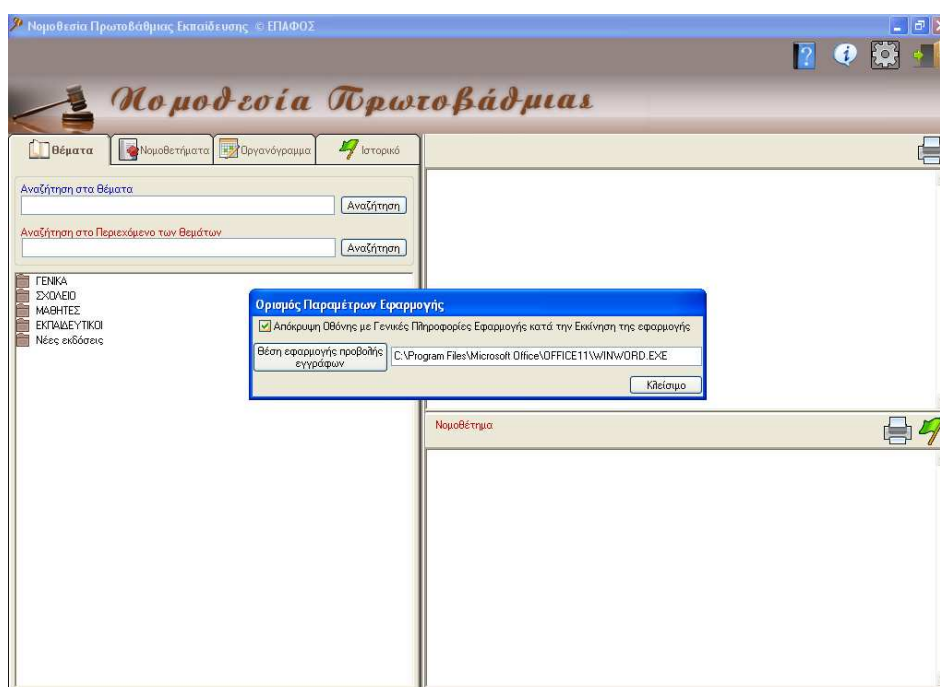 Νομοθεσία Πρωτοβάθμιας Εκπαίδευσης © ΕΠΑΦΟΣ
Νομοθεσία Πρωτοβάθμιας
Θέματα Νομοθετήματα Οργανόγραμμα Ιστορικό
Αναζήτηση στα Θέματα
Αναζήτηση
Αναζήτηση στο Περιεχόμενο των Θεμάτων
Αναζήτηση
ΓΕΝΙΚΑ
ΣΧΟΛΕΙΟ
ΜΑΘΗΤΕΣ
ΕΚΠΑΙΔΕΥΤΙΚΟΙ
Νέες εκδόσεις
Ορισμός Παραμέτρων Εφαρμογής
Απόκρυψη Οθόνης με Γενικές Πληροφορίες Εφαρμογής κατά την Εκκίνηση της εφαρμογής
Θέση εφαρμογής προβολής
εγγράφων
C:\Program Files\Microsoft Office\OFFICE11\WINWORD.EXE
Κλείσιμο
Νομοθέτημα